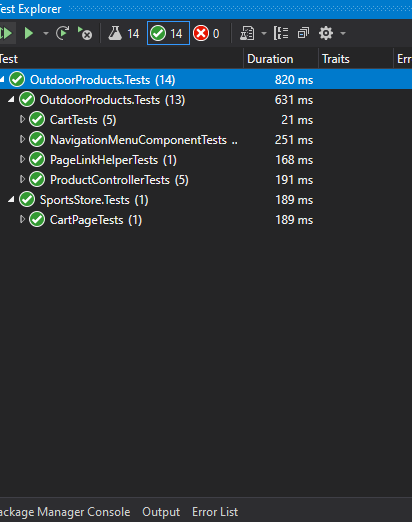 Test Explorer
14 14 0
Test Duration Traits Err
OutdoorProducts.Tests (14) 820 ms
OutdoorProducts.Tests (13) 631 ms
CartTests (5) 21 ms
NavigationMenuComponentTests .. 251 ms
PageLinkHelperTests (1) 168 ms
ProductControllerTests (5) 191 ms
SportsStore.Tests (1) 189 ms
CartPageTests (1) 189 ms
ackage Manager Console Output Error List